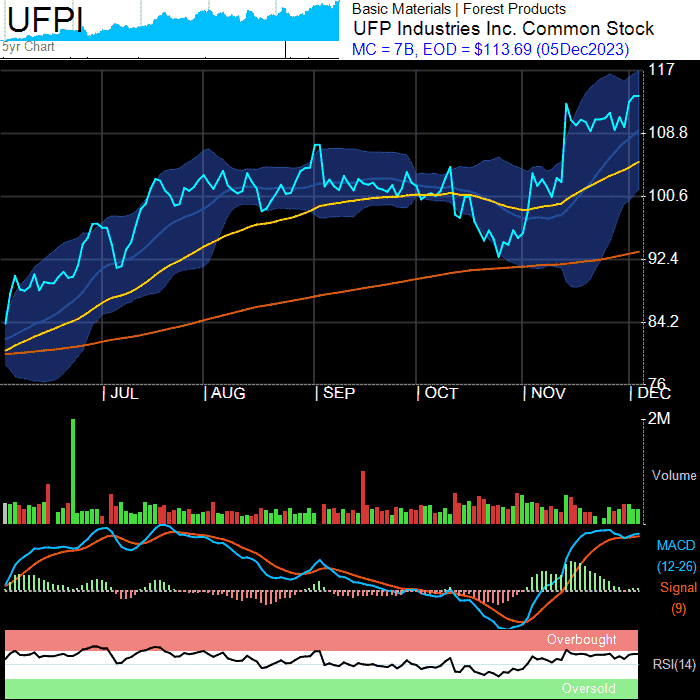 UFPI
5yr Chart
Basic Materials | Forest Products
UFP Industries Inc. Common Stock
MC = 7B, EOD = $113.69 (05Dec2023)
117
108.8
100.6
92.4
84.2
76
| JUL | AUG | SEP | OCT | NOV | DEC
2M
Volume
MACD
(12-26)
Signal
(9)
Overbought
RSI(14)
Oversold